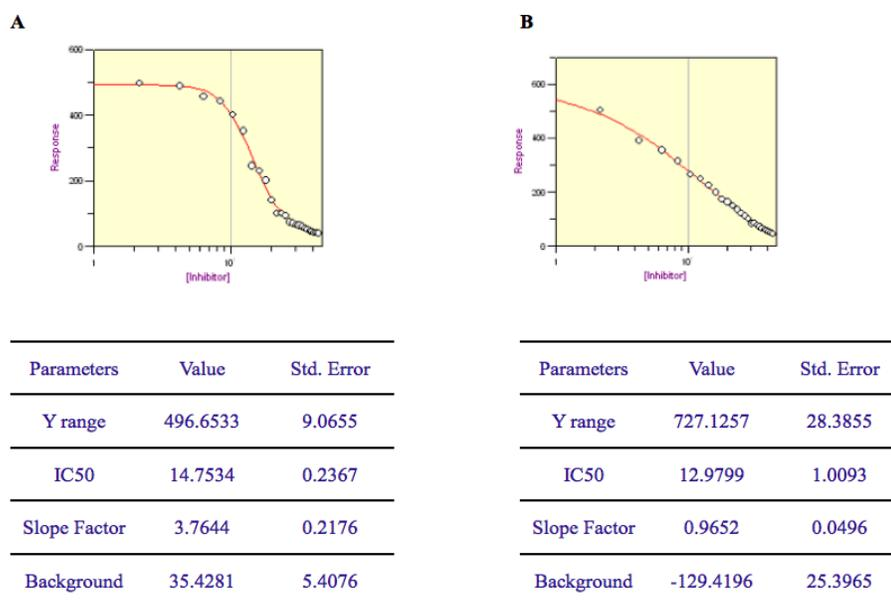 A
B
600
400
200
0
Response
1
10
[Inhibitor]
600
400
200
0
Response
1
10
[Inhibitor]
Parameters Value Std. Error
Y range 496.6533 9.0655
IC50 14.7534 0.2367
Slope Factor 3.7644 0.2176
Background 35.4281 5.4076
Parameters Value Std. Error
Y range 727.1257 28.3855
IC50 12.9799 1.0093
Slope Factor 0.9652 0.0496
Background -129.4196 25.3965